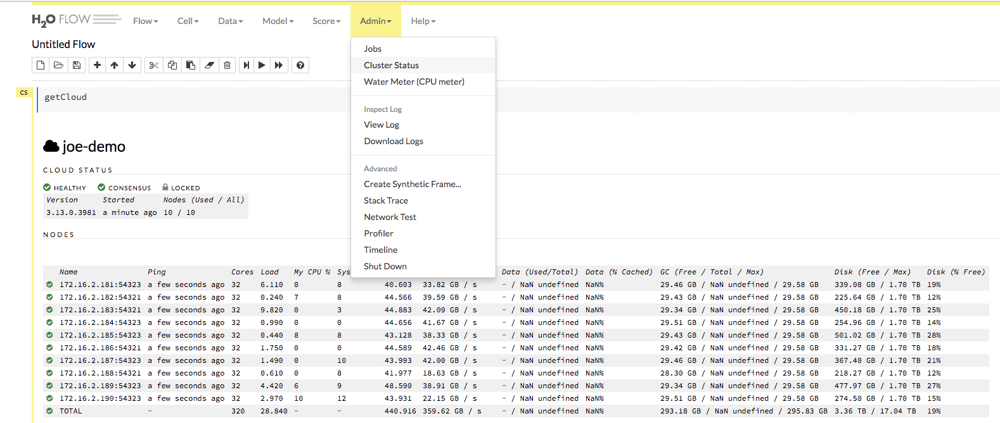 H2O FLOW Flow Cell Data Model Score Admin Help
Untitled Flow
Jobs
Cluster Status
Water Meter (CPU meter)
Inspect Log
View Log
Download Logs
Advanced
Create Synthetic Frame...
Stack Trace
Network Test
Profiler
Timeline
Shut Down
CS
getCloud
joe-demo
CLOUD STATUS
HEALTHY CONSENSUS LOCKED
Version Started Nodes (Used / All)
3.13.0.3981 a minute ago 10 / 10
NODES
Name Ping Cores Load My CPU % Sys Data (Used/Total) Data (% Cached) GC (Free / Total / Max) Disk (Free / Max) Disk (% Free)
172.16.2.181:54323 a few seconds ago 32 6.110 0 8 40.603 33.82 GB / s - / NaN undefined NaN% 29.46 GB / NaN undefined / 29.58 GB 339.08 GB / 1.70 TB 19%
172.16.2.182:54321 a few seconds ago 32 0.240 7 8 44.566 39.59 GB / s - / NaN undefined NaN% 29.43 GB / NaN undefined / 29.58 GB 225.64 GB / 1.70 TB 12%
172.16.2.183:54321 a few seconds ago 32 9.820 0 3 44.883 42.09 GB / s - / NaN undefined NaN% 29.34 GB / NaN undefined / 29.58 GB 450.18 GB / 1.70 TB 25%
172.16.2.184:54323 a few seconds ago 32 0.990 0 0 44.656 41.67 GB / s - / NaN undefined NaN% 29.51 GB / NaN undefined / 29.58 GB 254.96 GB / 1.70 TB 14%
172.16.2.185:54323 a few seconds ago 32 0.440 8 8 43.128 38.33 GB / s - / NaN undefined NaN% 29.43 GB / NaN undefined / 29.58 GB 501.02 GB / 1.70 TB 28%
172.16.2.186:54321 a few seconds ago 32 1.750 0 0 44.589 42.46 GB / s - / NaN undefined NaN% 29.42 GB / NaN undefined / 29.58 GB 331.27 GB / 1.70 TB 18%
172.16.2.187:54323 a few seconds ago 32 1.490 0 10 43.993 42.00 GB / s - / NaN undefined NaN% 29.46 GB / NaN undefined / 29.58 GB 367.40 GB / 1.70 TB 21%
172.16.2.188:54321 a few seconds ago 32 0.610 0 8 41.977 18.63 GB / s - / NaN undefined NaN% 28.30 GB / NaN undefined / 29.58 GB 218.27 GB / 1.70 TB 12%
172.16.2.189:54323 a few seconds ago 32 4.420 6 9 48.590 38.91 GB / s - / NaN undefined NaN% 29.34 GB / NaN undefined / 29.58 GB 477.97 GB / 1.70 TB 27%
172.16.2.190:54323 a few seconds ago 32 2.970 10 12 43.931 22.15 GB / s - / NaN undefined NaN% 29.51 GB / NaN undefined / 29.58 GB 274.50 GB / 1.70 TB 15%
TOTAL - 320 28.840 - - 440.916 359.62 GB / s - / NaN undefined NaN% 293.18 GB / NaN undefined / 295.83 GB 3.36 TB / 17.04 TB 19%